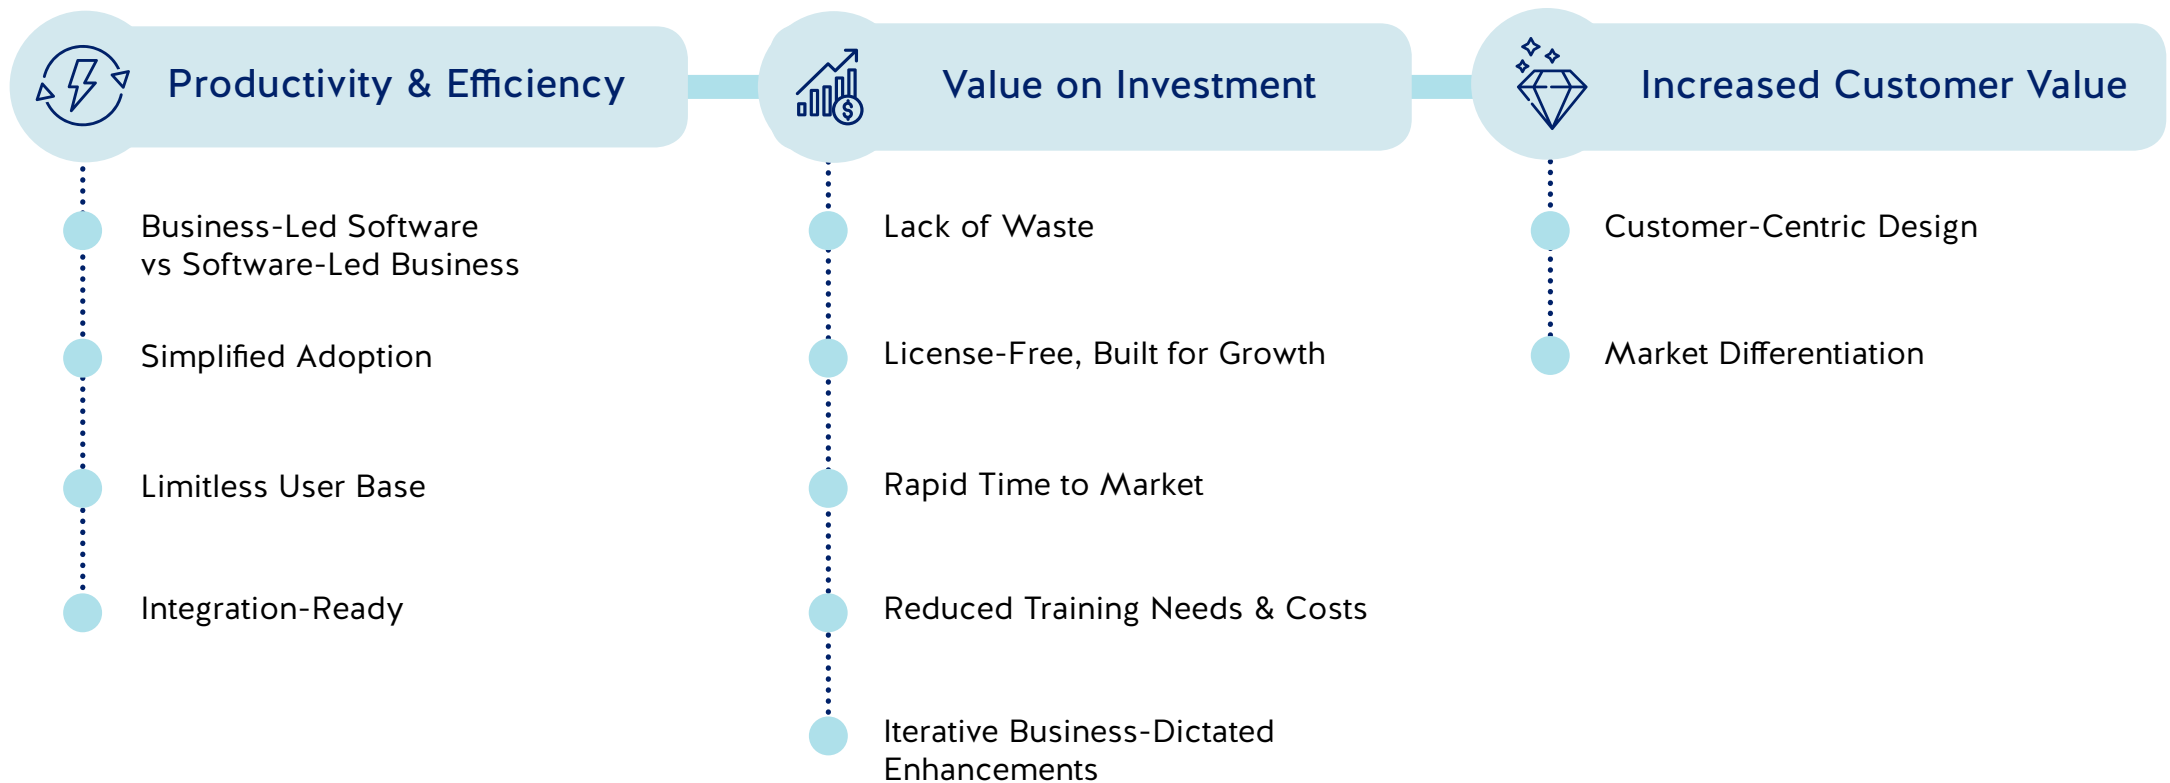 Productivity & Efficiency
Business-Led Software
vs Software-Led Business
Simplified Adoption
Limitless User Base
Integration-Ready
Value on Investment
Lack of Waste
License-Free, Built for Growth
Rapid Time to Market
Reduced Training Needs & Costs
Iterative Business-Dictated
Enhancements
Increased Customer Value
Customer-Centric Design
Market Differentiation